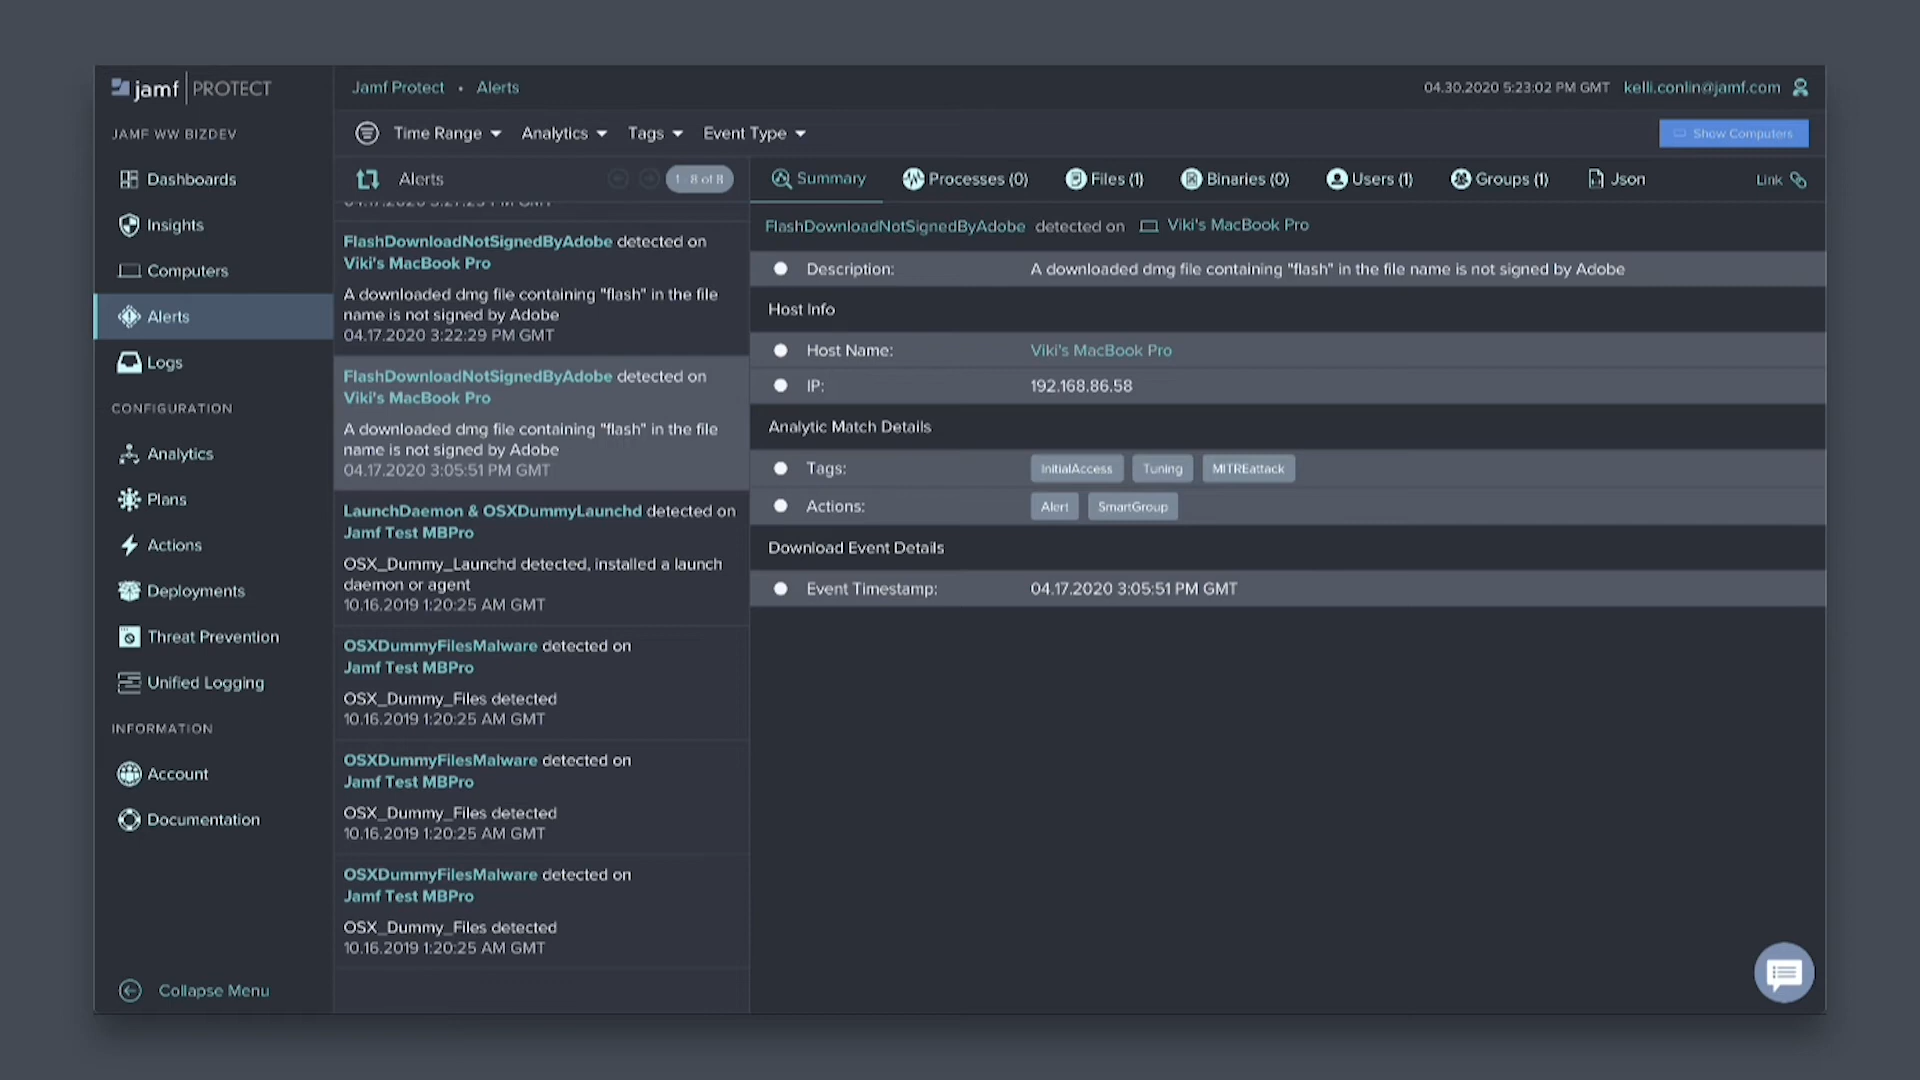 jamf | PROTECT
Jamf Protect • Alerts
04.30.2020 5:23:02 PM GMT kelli.conlin@jamf.com
JAMF WW BIZDEV
Dashboards
Insights
Computers
Alerts
Logs
CONFIGURATION
Analytics
Plans
Actions
Deployments
Threat Prevention
Unified Logging
INFORMATION
Account
Documentation
Collapse Menu
Time Range Analytics Tags Event Type
Show Computers
Alerts
1 - 8 of 8
FlashDownloadNotSignedByAdobe detected on
Viki's MacBook Pro
A downloaded dmg file containing "flash" in the file
name is not signed by Adobe
04.17.2020 3:22:29 PM GMT
FlashDownloadNotSignedByAdobe detected on
Viki's MacBook Pro
A downloaded dmg file containing "flash" in the file
name is not signed by Adobe
04.17.2020 3:05:51 PM GMT
LaunchDaemon & OSXDummyLaunchd detected on
Jamf Test MBPro
OSX_Dummy_Launchd detected, installed a launch
daemon or agent
10.16.2019 1:20:25 AM GMT
OSXDummyFilesMalware detected on
Jamf Test MBPro
OSX_Dummy_Files detected
10.16.2019 1:20:25 AM GMT
OSXDummyFilesMalware detected on
Jamf Test MBPro
OSX_Dummy_Files detected
10.16.2019 1:20:25 AM GMT
OSXDummyFilesMalware detected on
Jamf Test MBPro
OSX_Dummy_Files detected
10.16.2019 1:20:25 AM GMT
Summary Processes (0) Files (1) Binaries (0) Users (1) Groups (1) Json Link
FlashDownloadNotSignedByAdobe detected on Viki's MacBook Pro
Description: A downloaded dmg file containing "flash" in the file name is not signed by Adobe
Host Info
Host Name: Viki's MacBook Pro
IP: 192.168.86.58
Analytic Match Details
Tags: InitialAccess Tuning MITREattack
Actions: Alert SmartGroup
Download Event Details
Event Timestamp: 04.17.2020 3:05:51 PM GMT